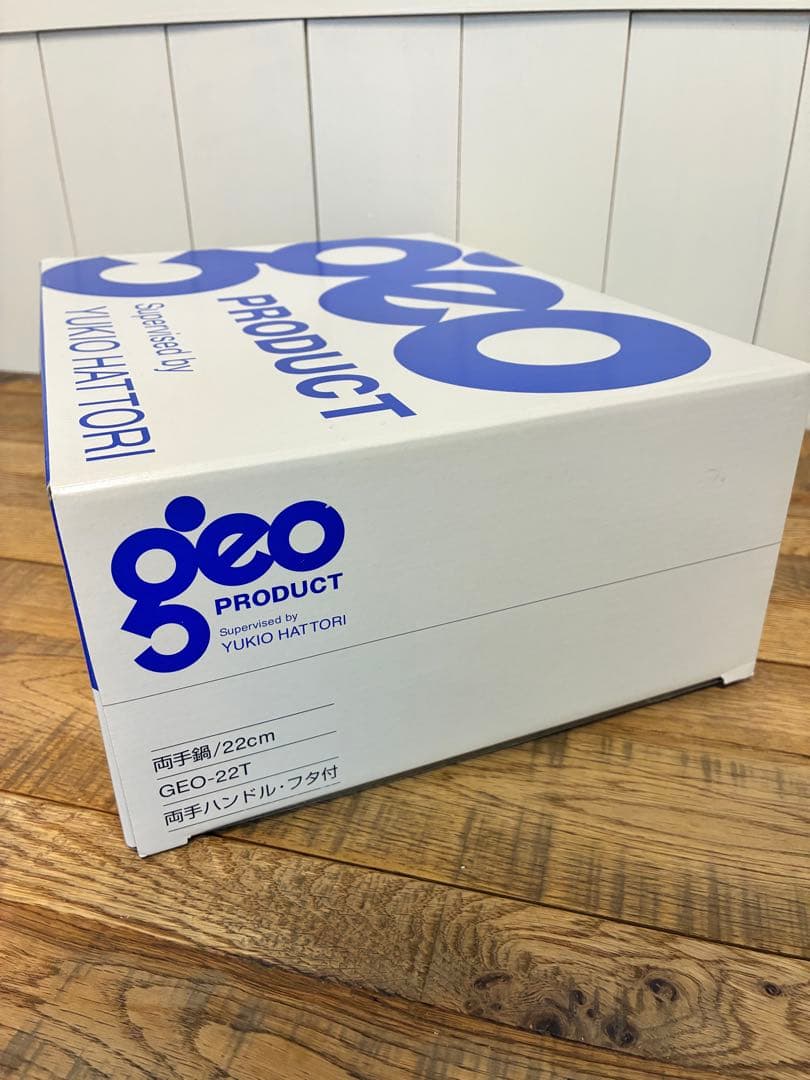 geo
PRODUCT
Supervised by
YUKIO HATTORI
geo
PRODUCT
Supervised by
YUKIO HATTORI
両手鍋/22cm
GEO-22T
両手ハンドル・フタ付